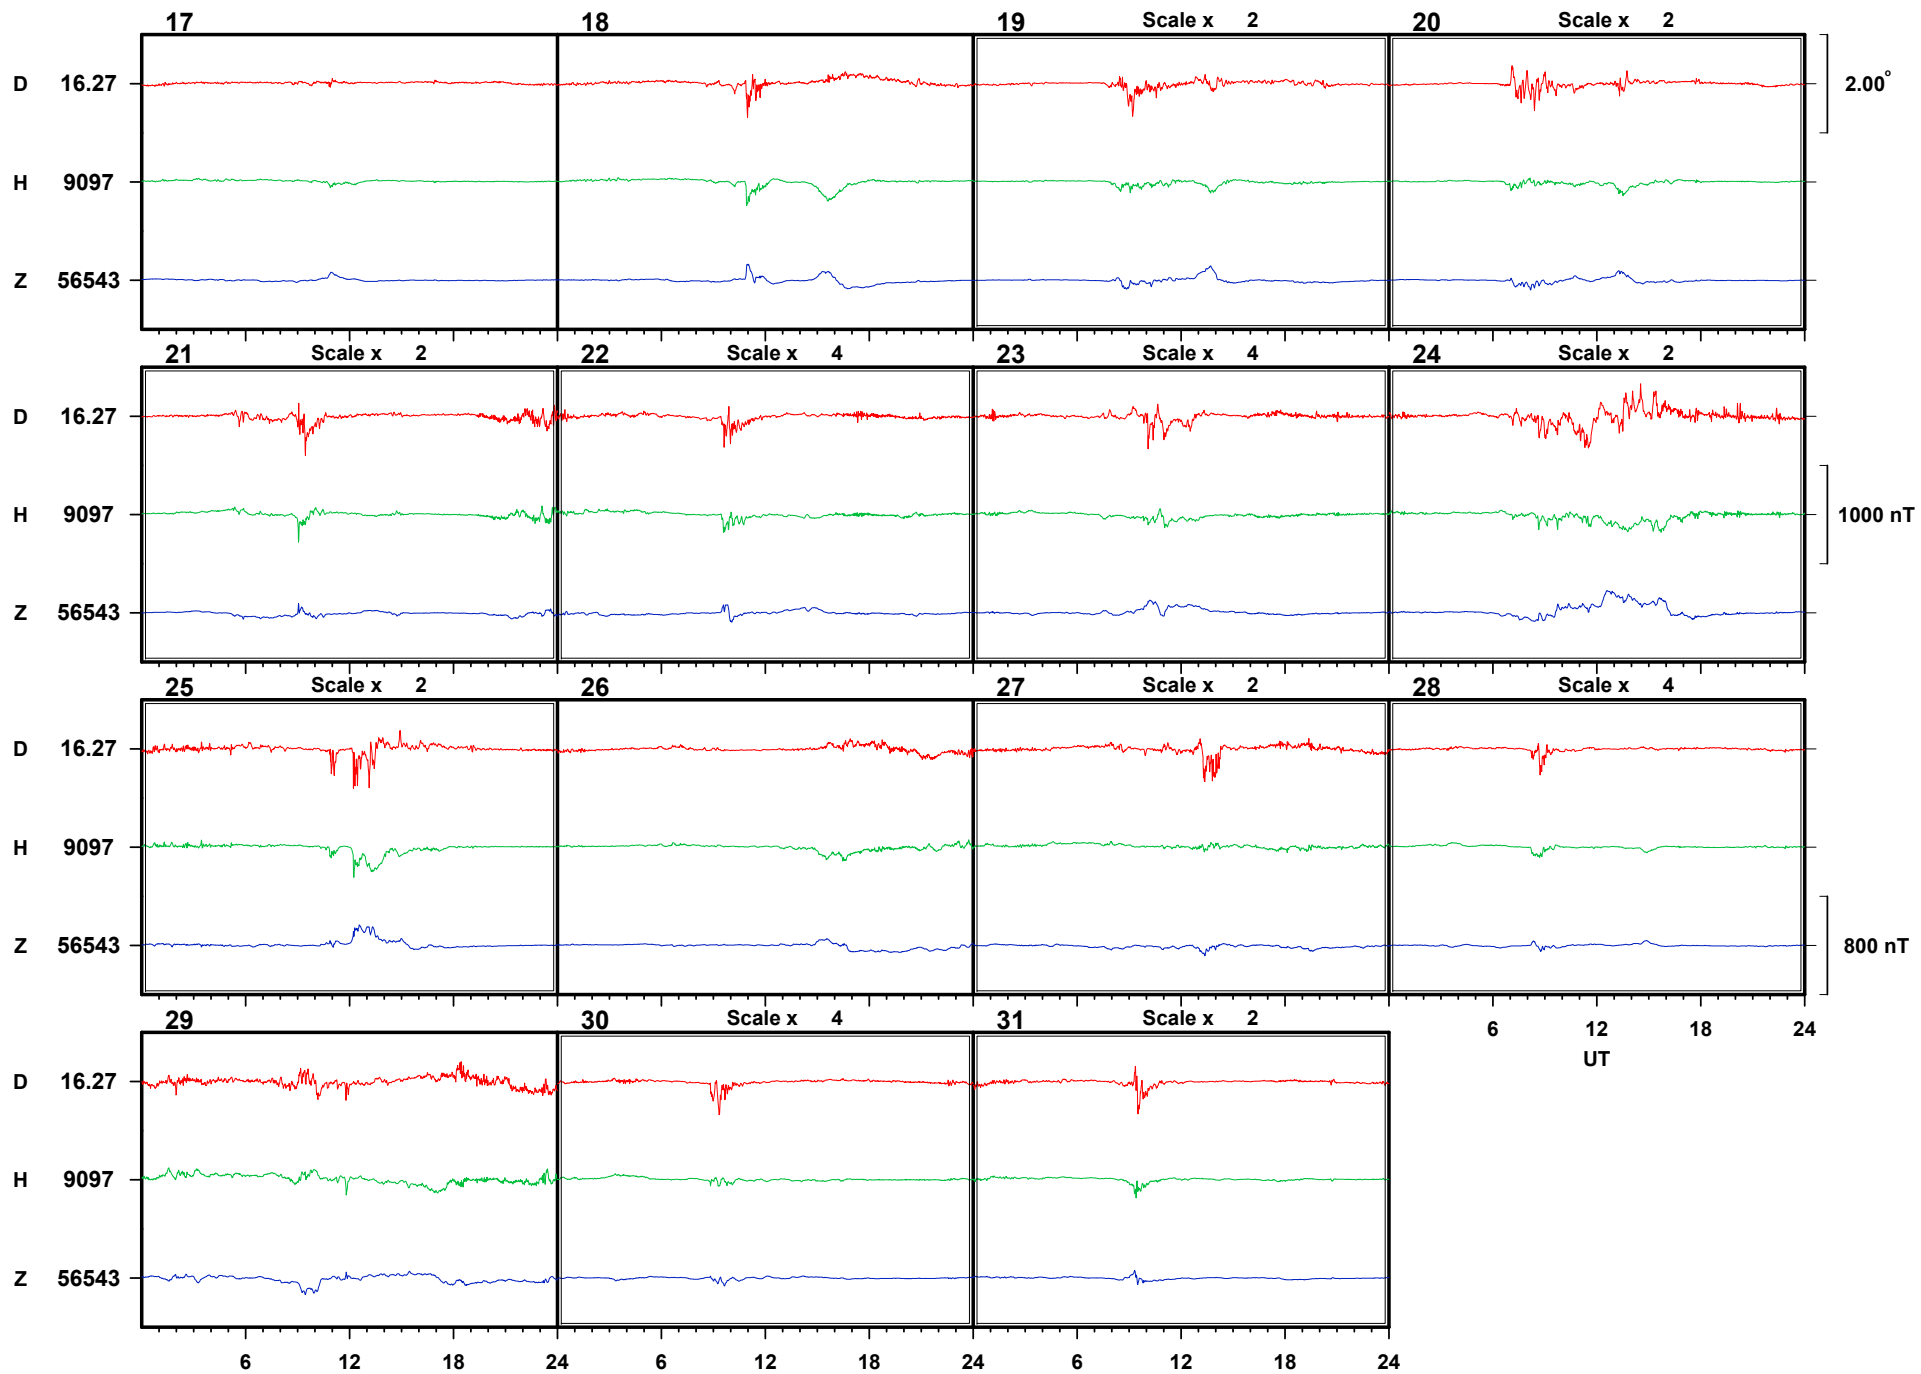 17 18 19 Scale x 2 20 Scale x 2
D 16.27 2.00°
H 9097
Z 56543
21 Scale x 2 22 Scale x 4 23 Scale x 4 24 Scale x 2
D 16.27
H 9097 1000 nT
Z 56543
25 Scale x 2 26 27 Scale x 2 28 Scale x 4
D 16.27
H 9097
Z 56543 800 nT
29 30 Scale x 4 31 Scale x 2
6 12 18 24
UT
D 16.27
H 9097
Z 56543
6 12 18 24 6 12 18 24 6 12 18 24